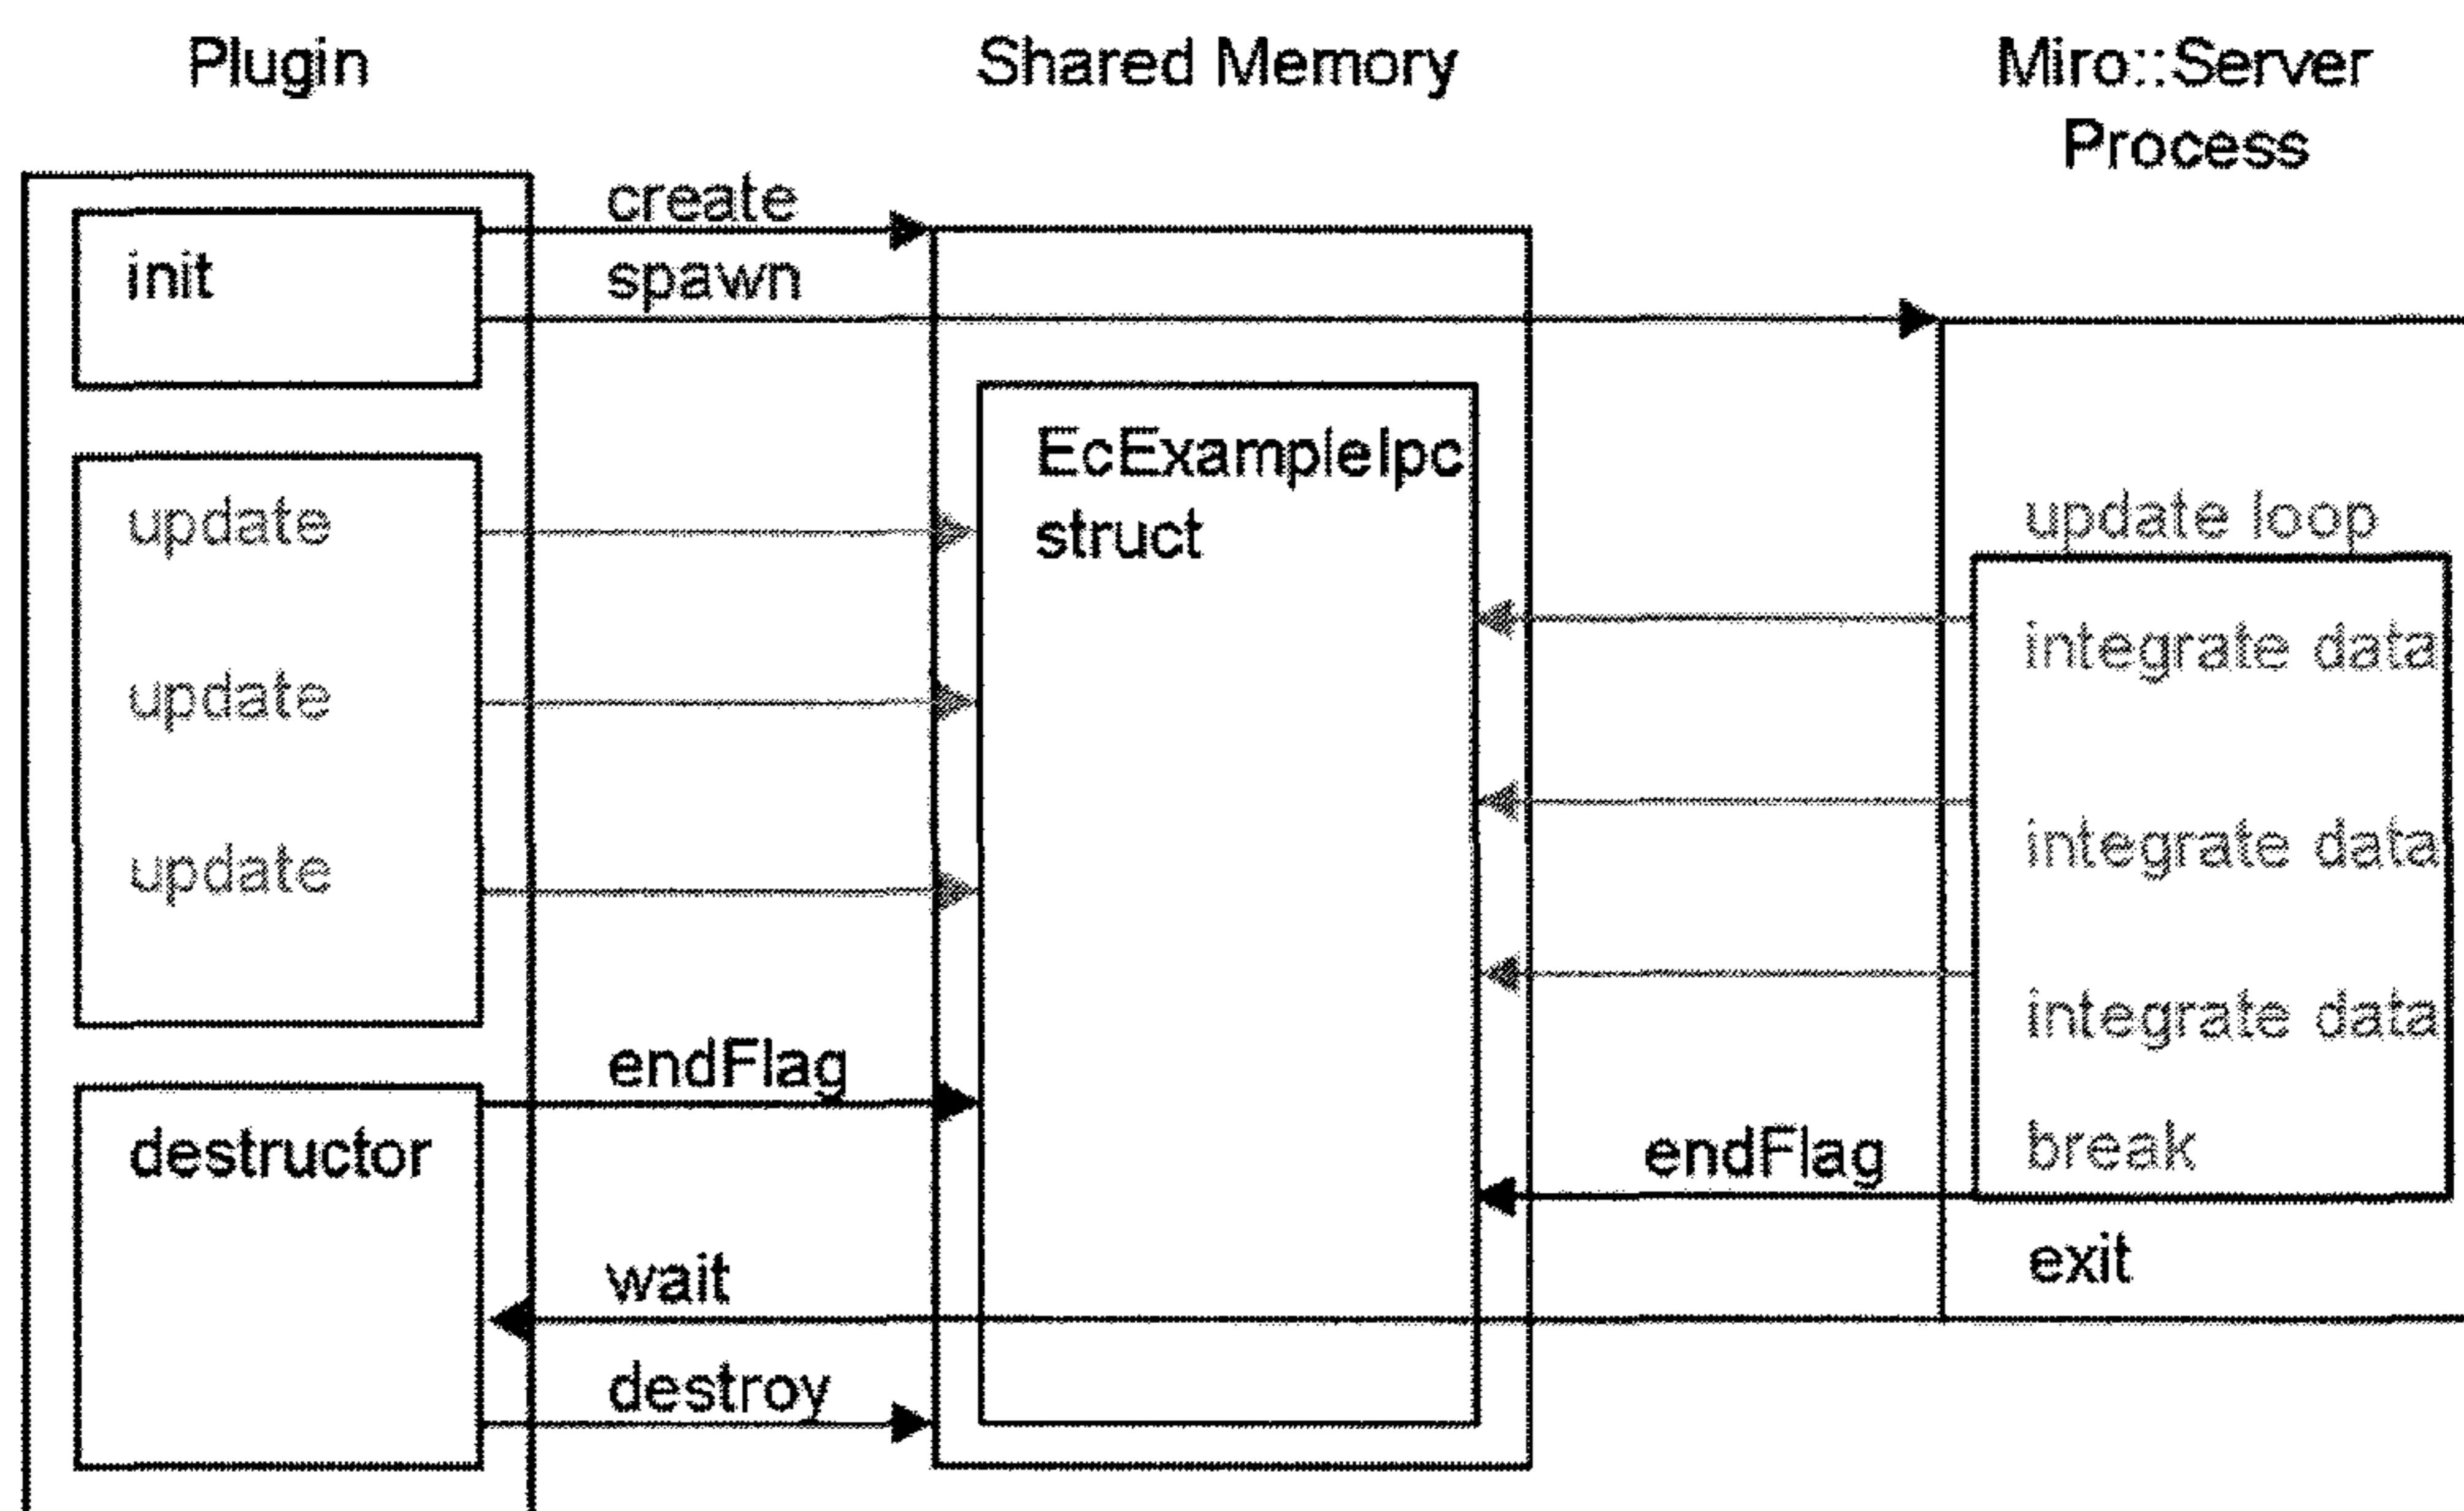 Plugin
Shared Memory
Miro::Server
Process
create
init
spawn
EcExampleIpc
struct
update
update loop
integrate data
update
integrate data
update
integrate data
endFlag
destructor
break
endFlag
exit
wait
destroy